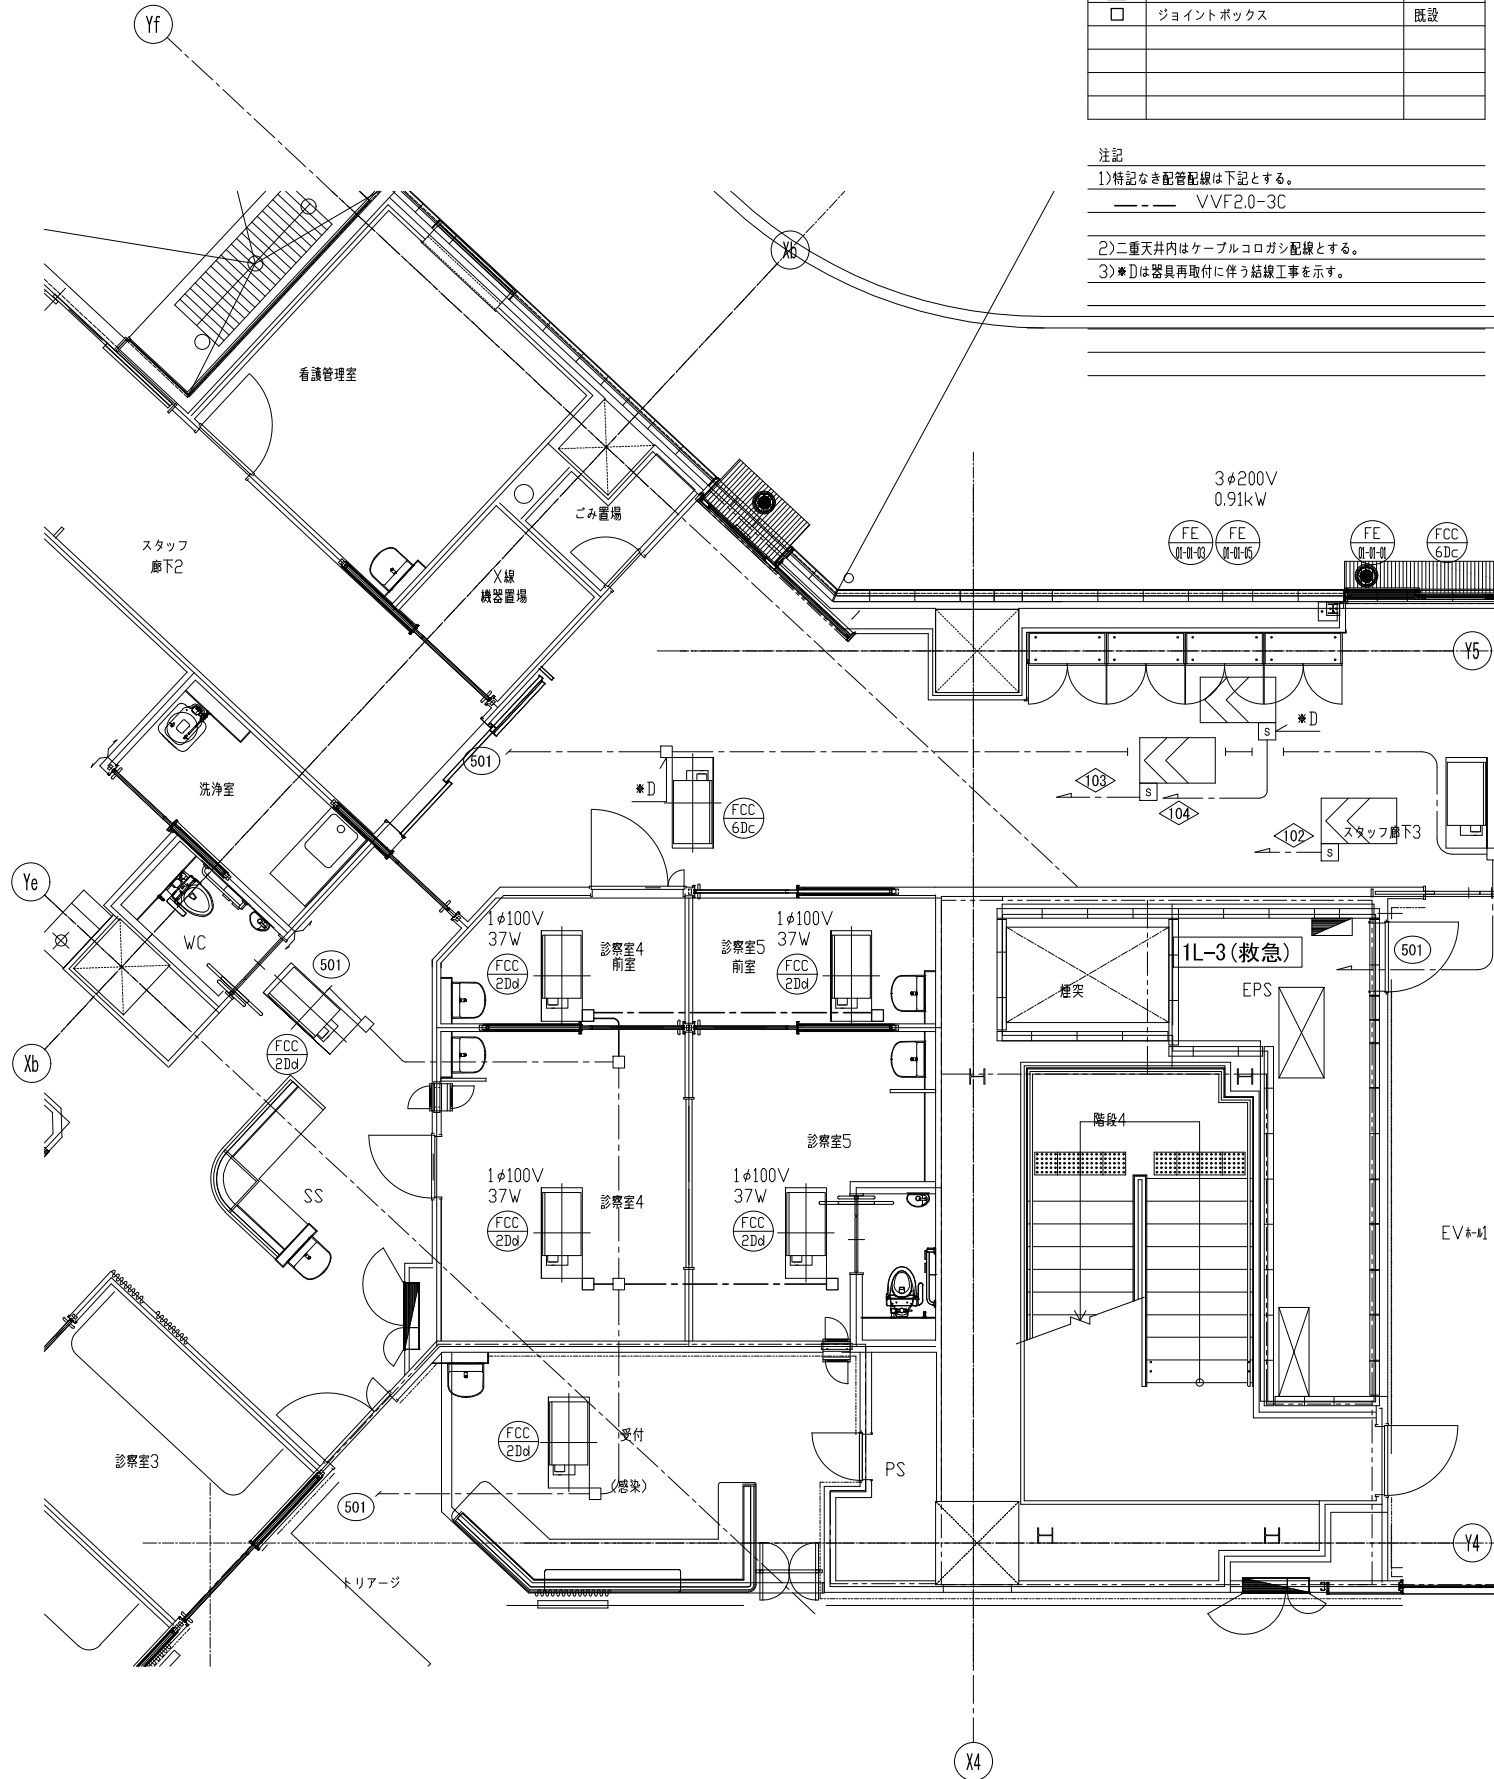 □ ジョイントボックス 既設
注記
1)特記なき配管配線は下記とする。
VVF2.0-3C
2)二重天井内はケーブルコロガシ配線とする。
3)※Dは器具再取付に伴う結線工事を示す。
Yf
Xb
看護管理室
3φ200V
0.91kW
ごみ置場
スタッフ
廊下2
X線
機器置場
FE
01-01-03
FE
01-01-05
FE
01-01-01
FCC
6Dc
Y5
※D
S
501
洗浄室
※D
FCC
6Dc
103
S
104
102
S
スタッフ廊下3
Ye
WC
501
1φ100V
37W
FCC
2Dd
診察室4
前室
診察室5
前室
1φ100V
37W
FCC
2Dd
1L-3(救急)
501
煙突
EPS
Xb
FCC
2Dd
階段4
診察室5
SS
1φ100V
37W
FCC
2Dd
診察室4
1φ100V
37W
FCC
2Dd
EVホール1
FCC
2Dd
受付
(感染)
診察室3
PS
501
Y4
トリアージ
X4